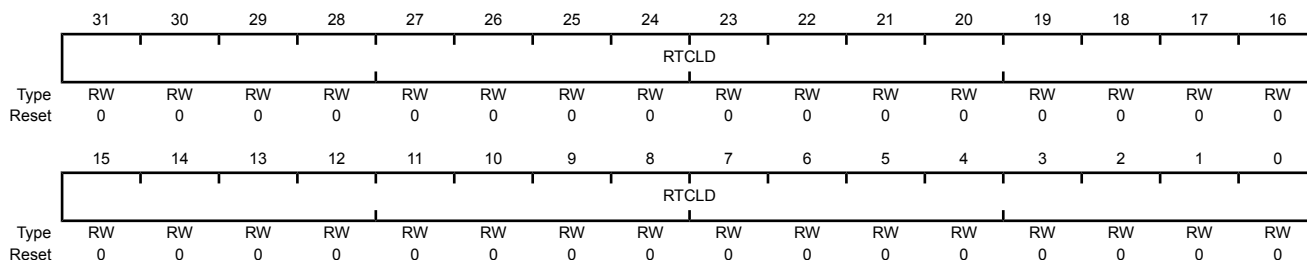 31 30 29 28 27 26 25 24 23 22 21 20 19 18 17 16
RTCLD
Type RW RW RW RW RW RW RW RW RW RW RW RW RW RW RW RW
Reset 0 0 0 0 0 0 0 0 0 0 0 0 0 0 0 0
15 14 13 12 11 10 9 8 7 6 5 4 3 2 1 0
RTCLD
Type RW RW RW RW RW RW RW RW RW RW RW RW RW RW RW RW
Reset 0 0 0 0 0 0 0 0 0 0 0 0 0 0 0 0